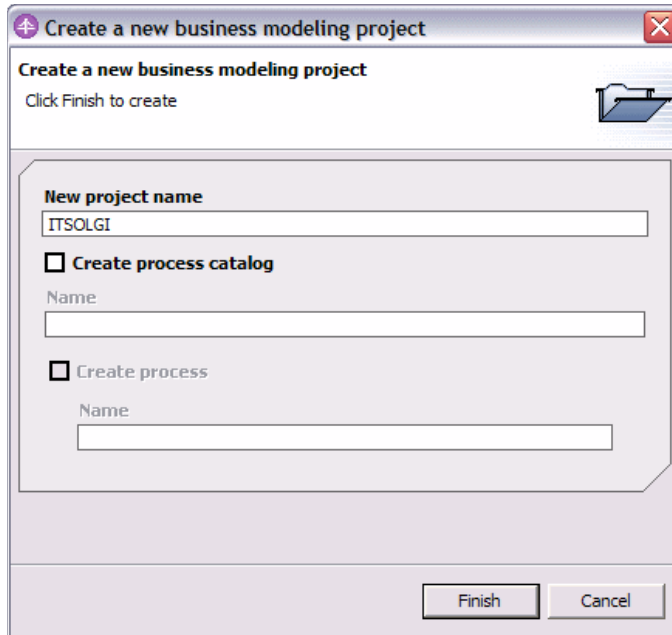 Create a new business modeling project
Create a new business modeling project
Click Finish to create
New project name
ITSOLGI
Create process catalog
Name
Create process
Name
Finish
Cancel